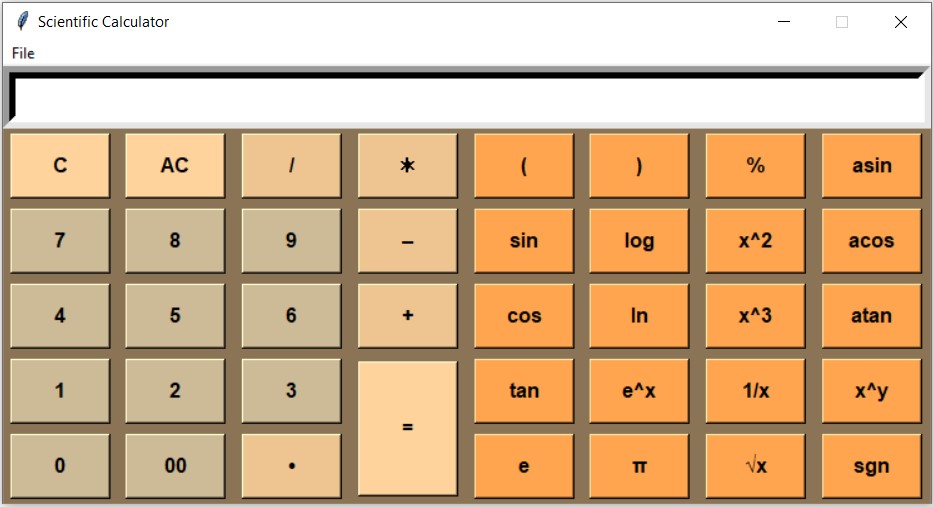 Scientific Calculator
File
C AC / * ( ) % asin
7 8 9 – sin log x^2 acos
4 5 6 + cos ln x^3 atan
1 2 3 = tan e^x 1/x x^y
0 00 • e π √x sgn